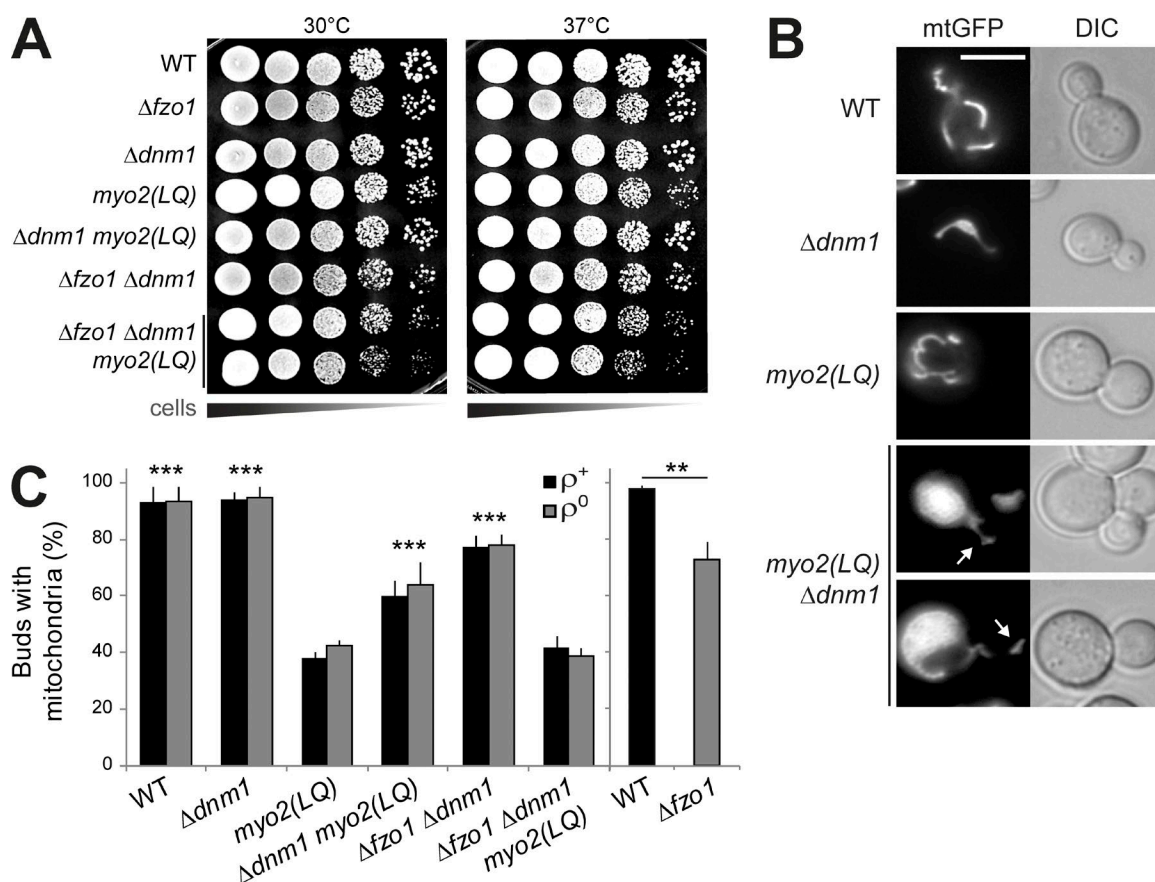 A
30°C
37°C
WT
Δfzo1
Δdnm1
myo2(LQ)
Δdnm1 myo2(LQ)
Δfzo1 Δdnm1
Δfzo1 Δdnm1
myo2(LQ)
cells
B
mtGFP
DIC
WT
Δdnm1
myo2(LQ)
myo2(LQ)
Δdnm1
C
Buds with
mitochondria (%)
100
80
60
40
20
0
***
***
***
***
**
ρ+
ρ0
WT
Δdnm1
myo2(LQ)
Δdnm1 myo2(LQ)
Δfzo1 Δdnm1
Δfzo1 Δdnm1
myo2(LQ)
WT
Δfzo1